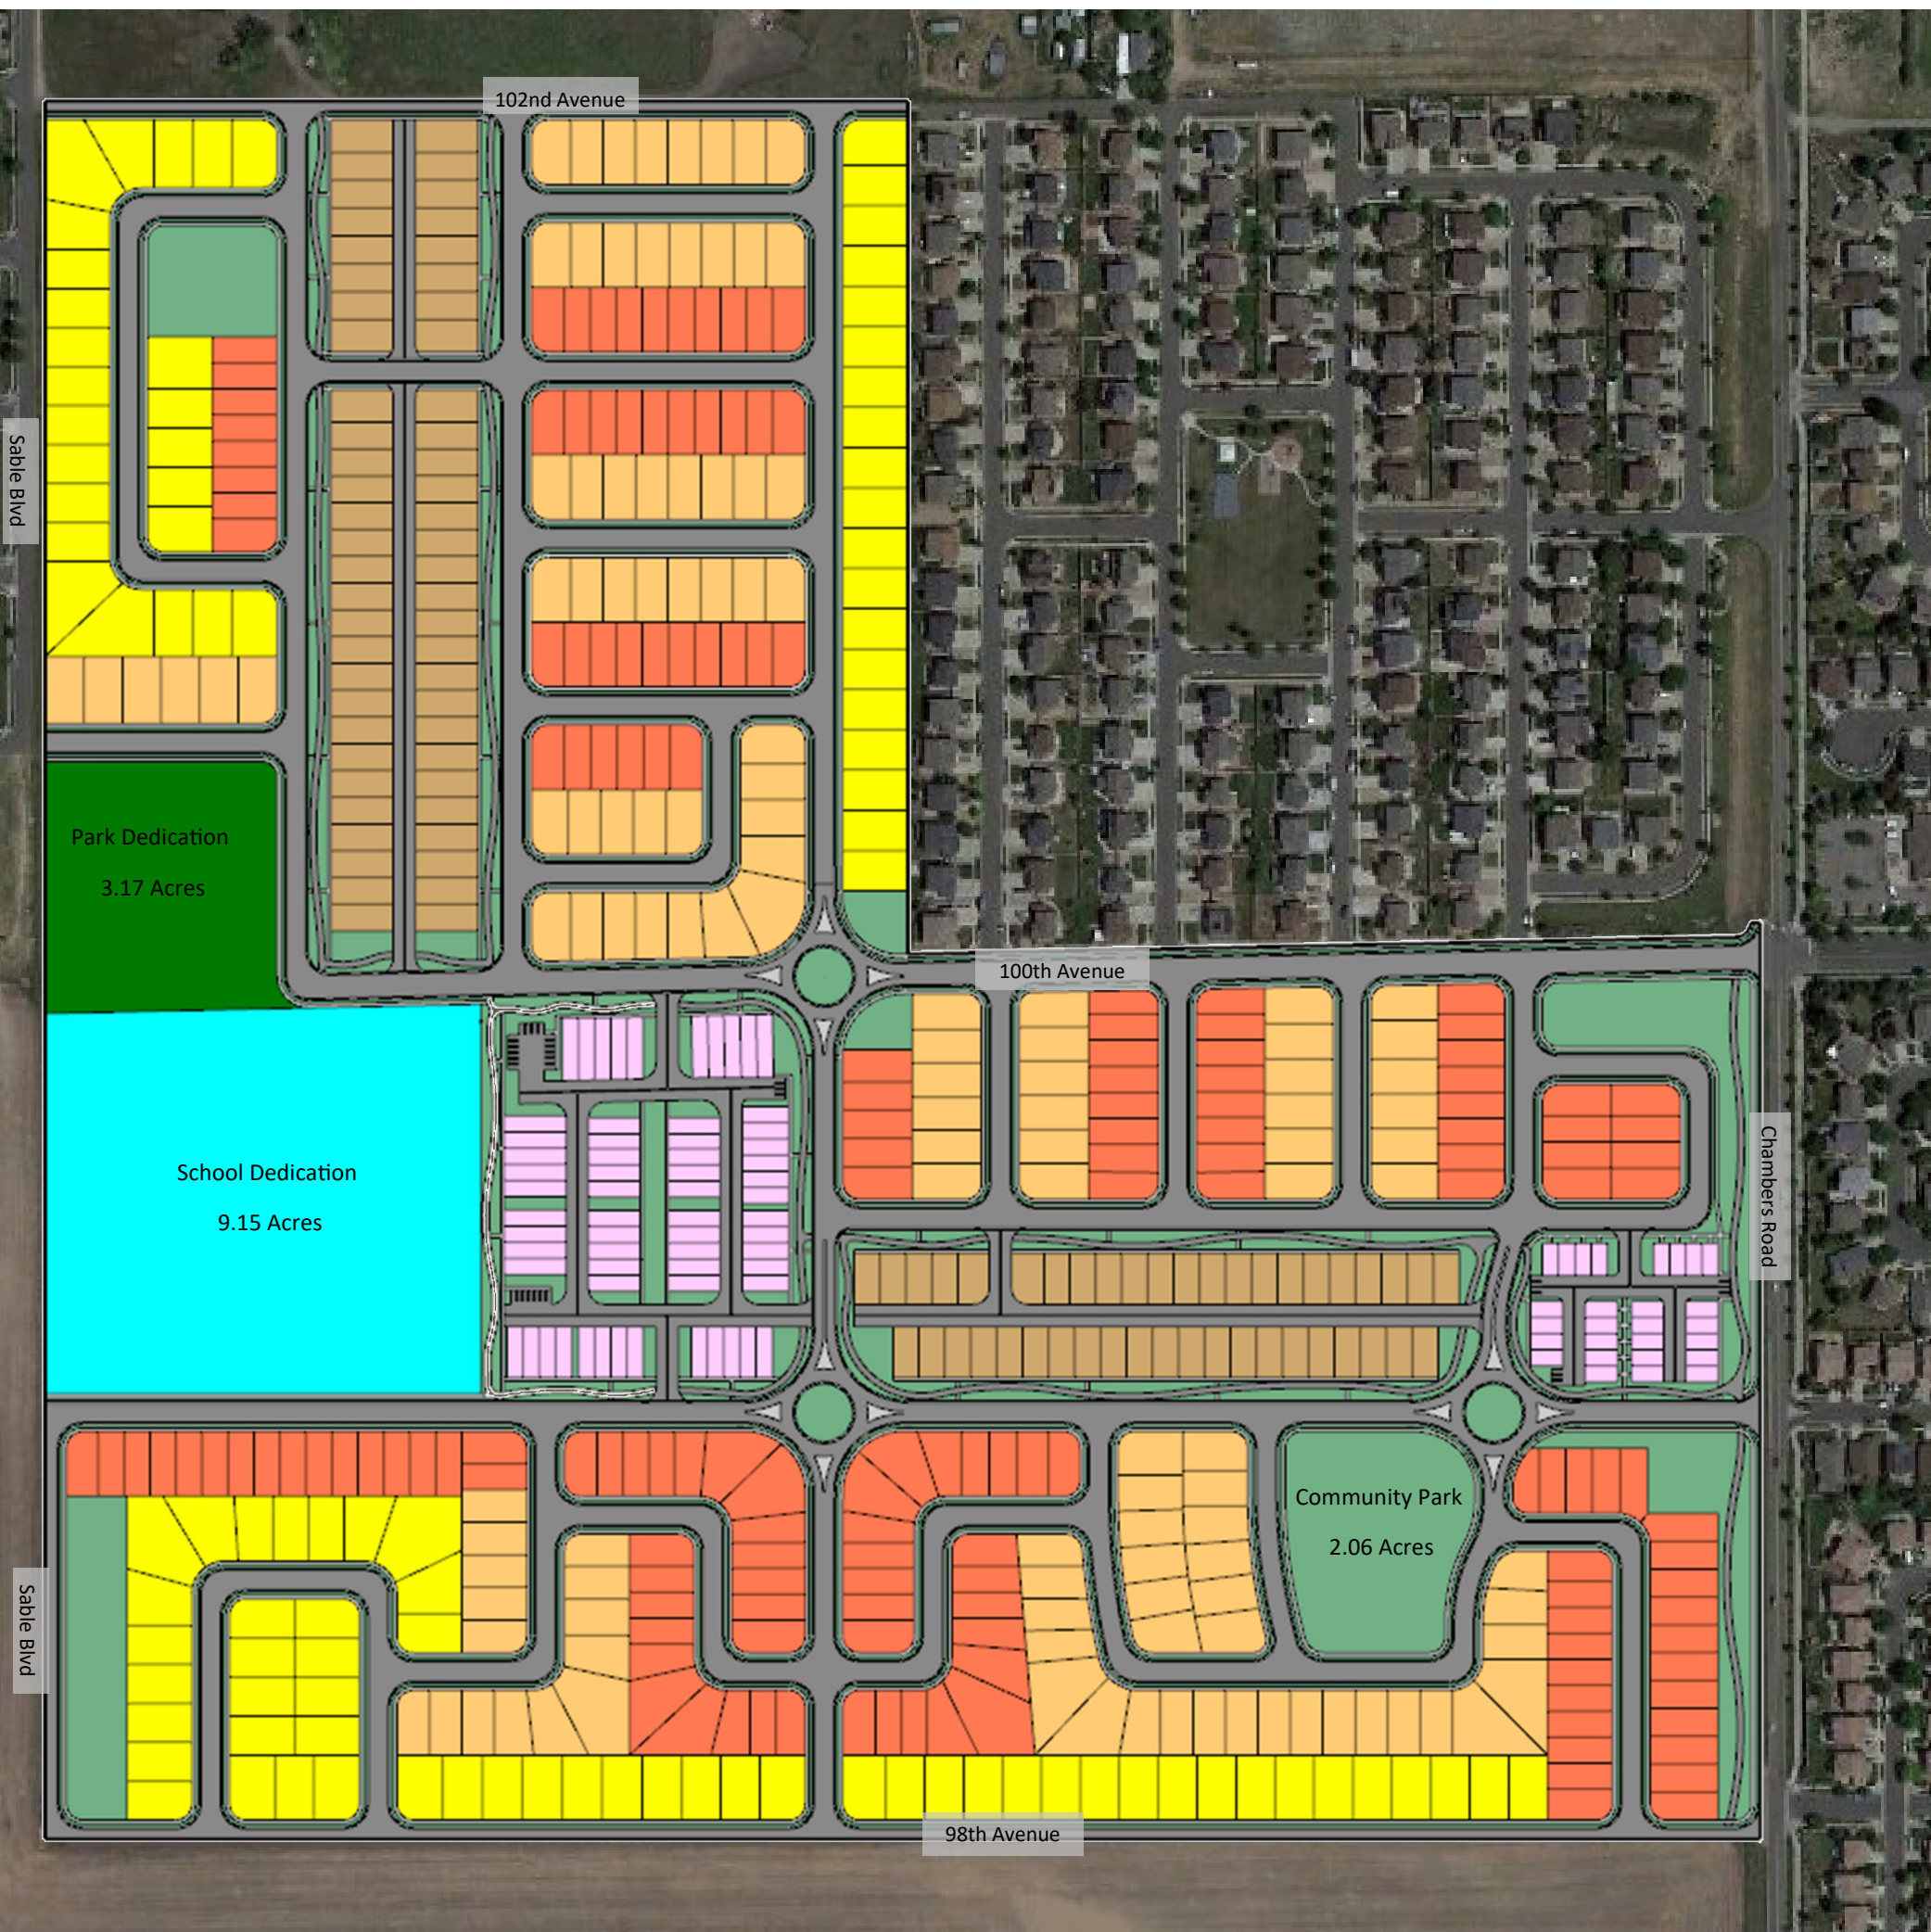 102nd Avenue
Sable Blvd
Park Dedication
3.17 Acres
100th Avenue
School Dedication
9.15 Acres
Chambers Road
Community Park
2.06 Acres
Sable Blvd
98th Avenue